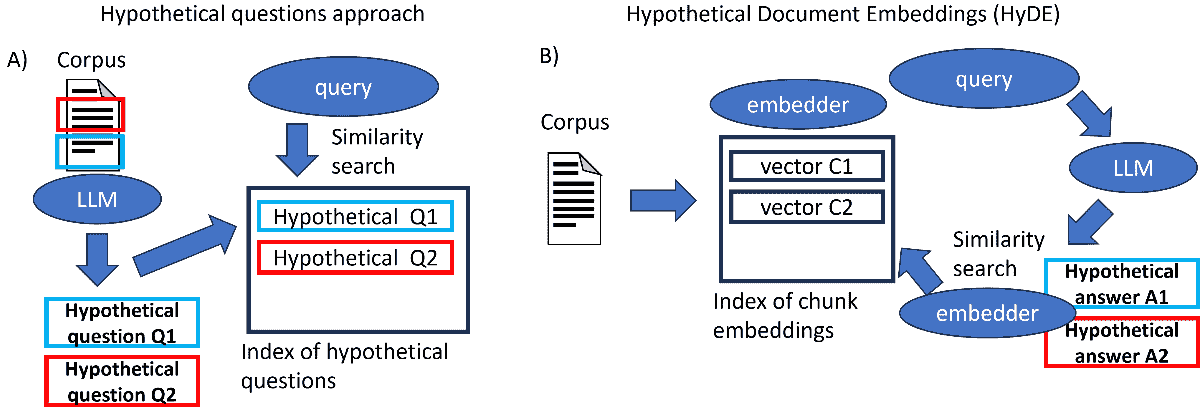 Hypothetical questions approach
A)
Corpus
LLM
Hypothetical
question Q1
Hypothetical
question Q2
query
Similarity
search
Hypothetical Q1
Hypothetical Q2
Index of hypothetical
questions
Hypothetical Document Embeddings (HyDE)
B)
Corpus
embedder
vector C1
vector C2
Index of chunk
embeddings
query
LLM
Similarity
search
embedder
Hypothetical
answer A1
Hypothetical
answer A2